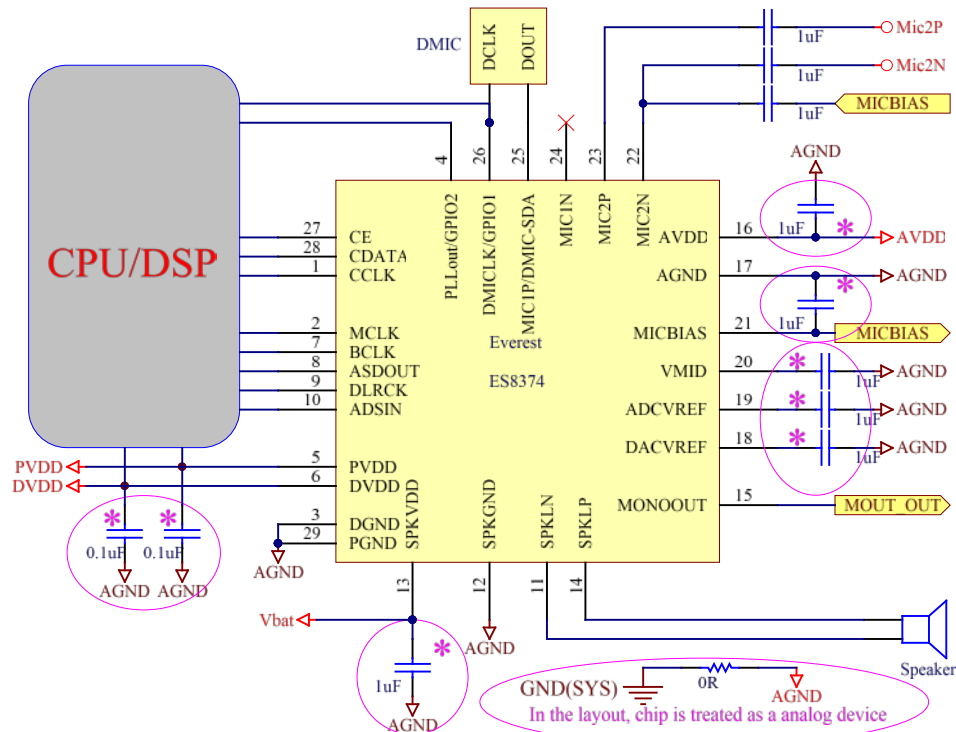 DMIC
DCLK
DOUT
1uF
Mic2P
1uF
Mic2N
1uF
MICBIAS
4
26
25
24
23
22
CPU/DSP
PLLout/GPIO2
DMICLK/GPIO1
MIC1P/DMIC-SDA
MIC1N
MIC2P
MIC2N
27
CE
28
CDATA
1
CCLK
2
MCLK
7
BCLK
8
ASDOUT
9
DLRCK
10
ADSIN
5
PVDD
6
DVDD
3
DGND
29
PGND
Everest
ES8374
AVDD
16
AGND
17
MICBIAS
21
VMID
20
ADCVREF
19
DACVREF
18
MONOOUT
15
AGND
1uF
*
AVDD
AGND
1uF
*
MICBIAS
*
1uF
AGND
*
1uF
AGND
*
1uF
AGND
MOUT_OUT
PVDD
DVDD
*
*
0.1uF
0.1uF
AGND
AGND
AGND
SPKVDD
SPKGND
SPKLN
SPKLP
13
12
11
14
Vbat
*
1uF
AGND
AGND
Speaker
GND(SYS)
0R
AGND
In the layout, chip is treated as a analog device